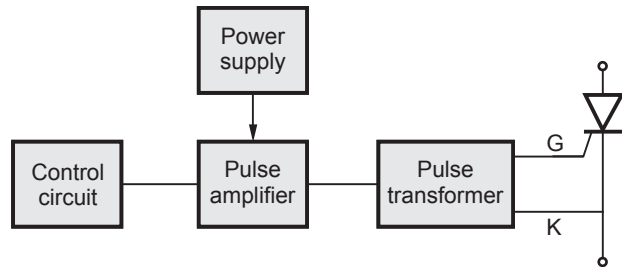 Power
supply
Control
circuit
Pulse
amplifier
Pulse
transformer
G
K